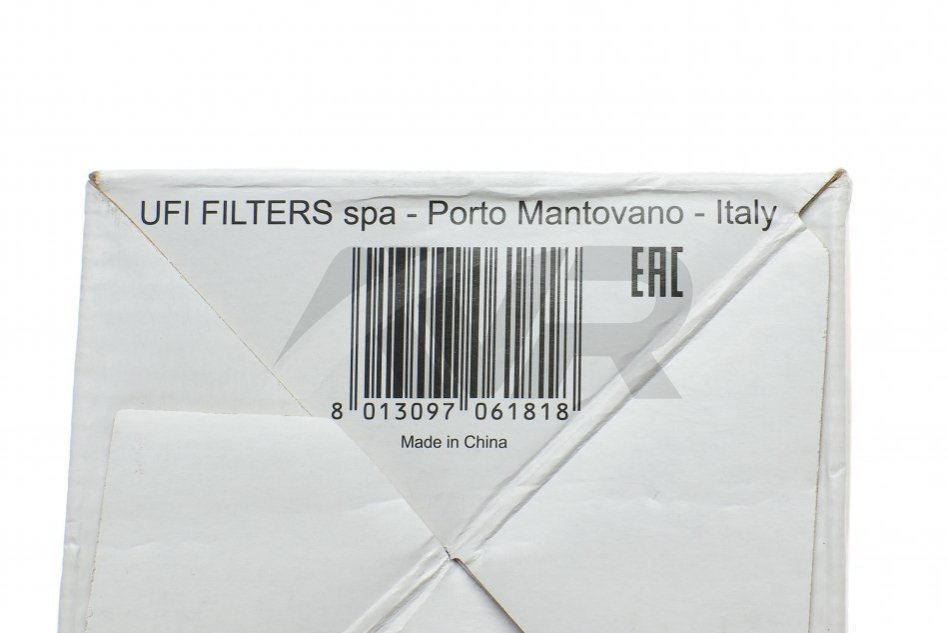 UFI FILTERS spa - Porto Mantovano - Italy
EAC
8 013097 061818
Made in China